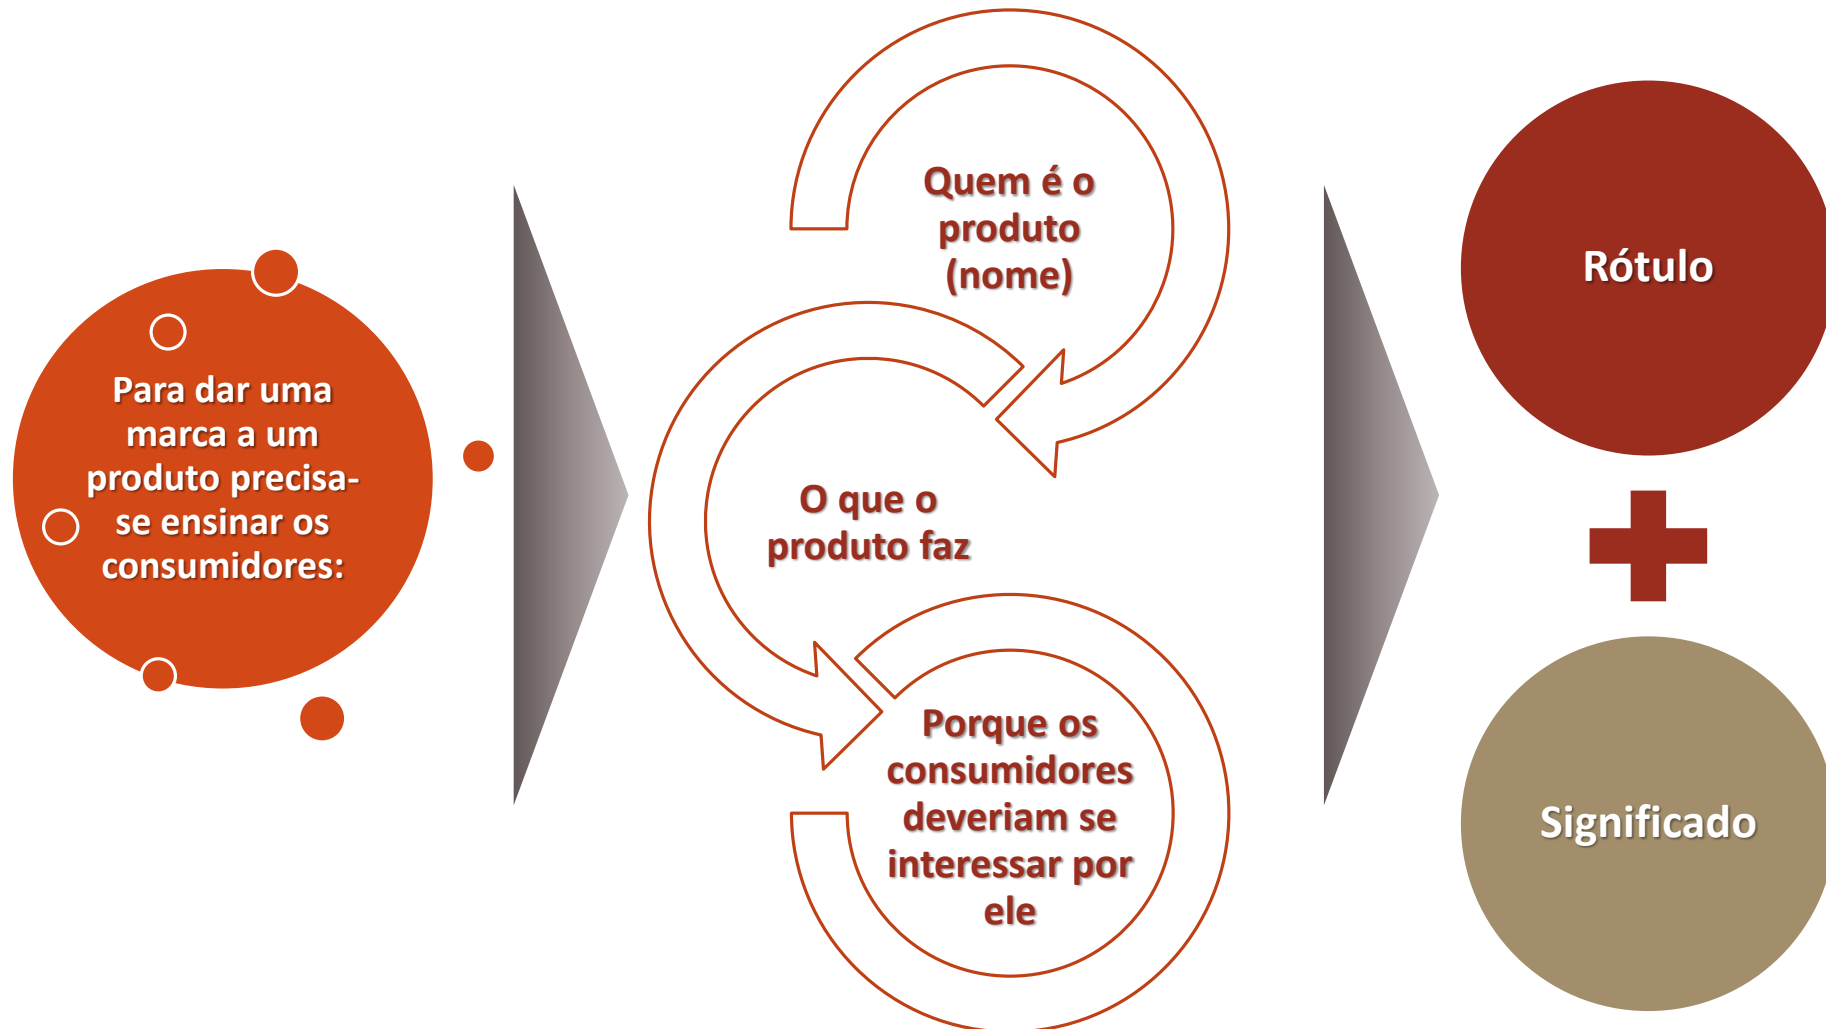 Para dar uma
marca a um
produto precisa-
se ensinar os
consumidores:
Quem é o
produto
(nome)
O que o
produto faz
Porque os
consumidores
deveriam se
interessar por
ele
Rótulo
Significado